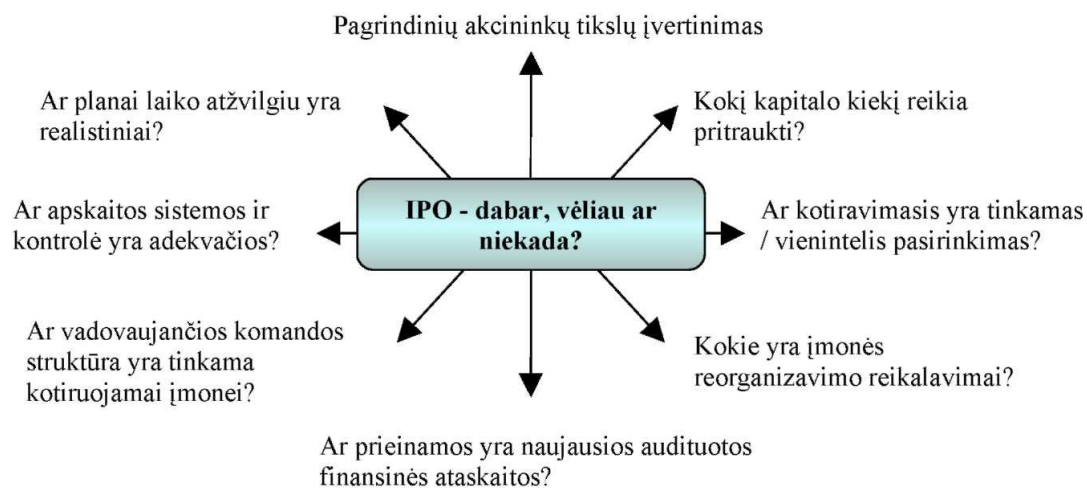 Pagrindinių akcininkų tikslų įvertinimas
Ar planai laiko atžvilgiu yra
realistiniai?
Kokį kapitalo kiekį reikia
pritraukti?
Ar apskaitos sistemos ir
kontrolė yra adekvačios?
IPO - dabar, vėliau ar
niekada?
Ar kotiravimasis yra tinkamas
/ vienintelis pasirinkimas?
Ar vadovaujančios komandos
struktūra yra tinkama
kotiruojamai įmonei?
Kokie yra įmonės
reorganizavimo reikalavimai?
Ar prieinamos yra naujausios audituotos
finansinės ataskaitos?